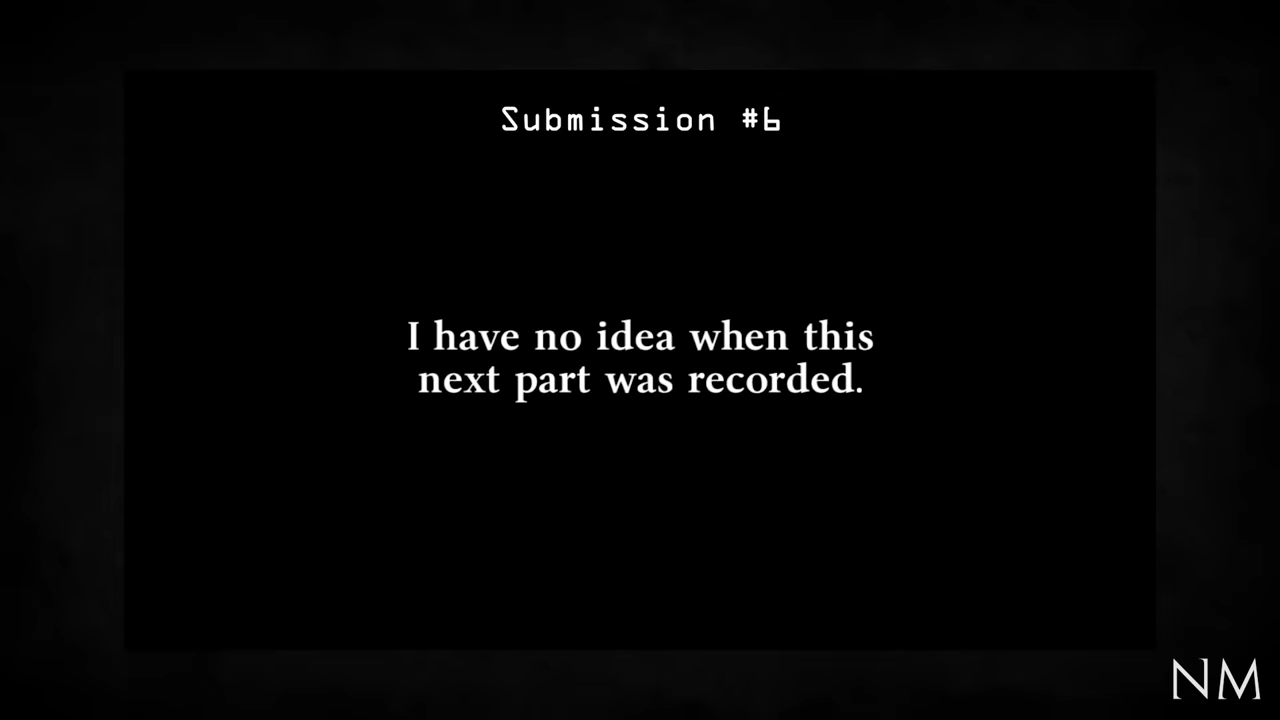 Submission #6
I have no idea when this
next part was recorded.
NM